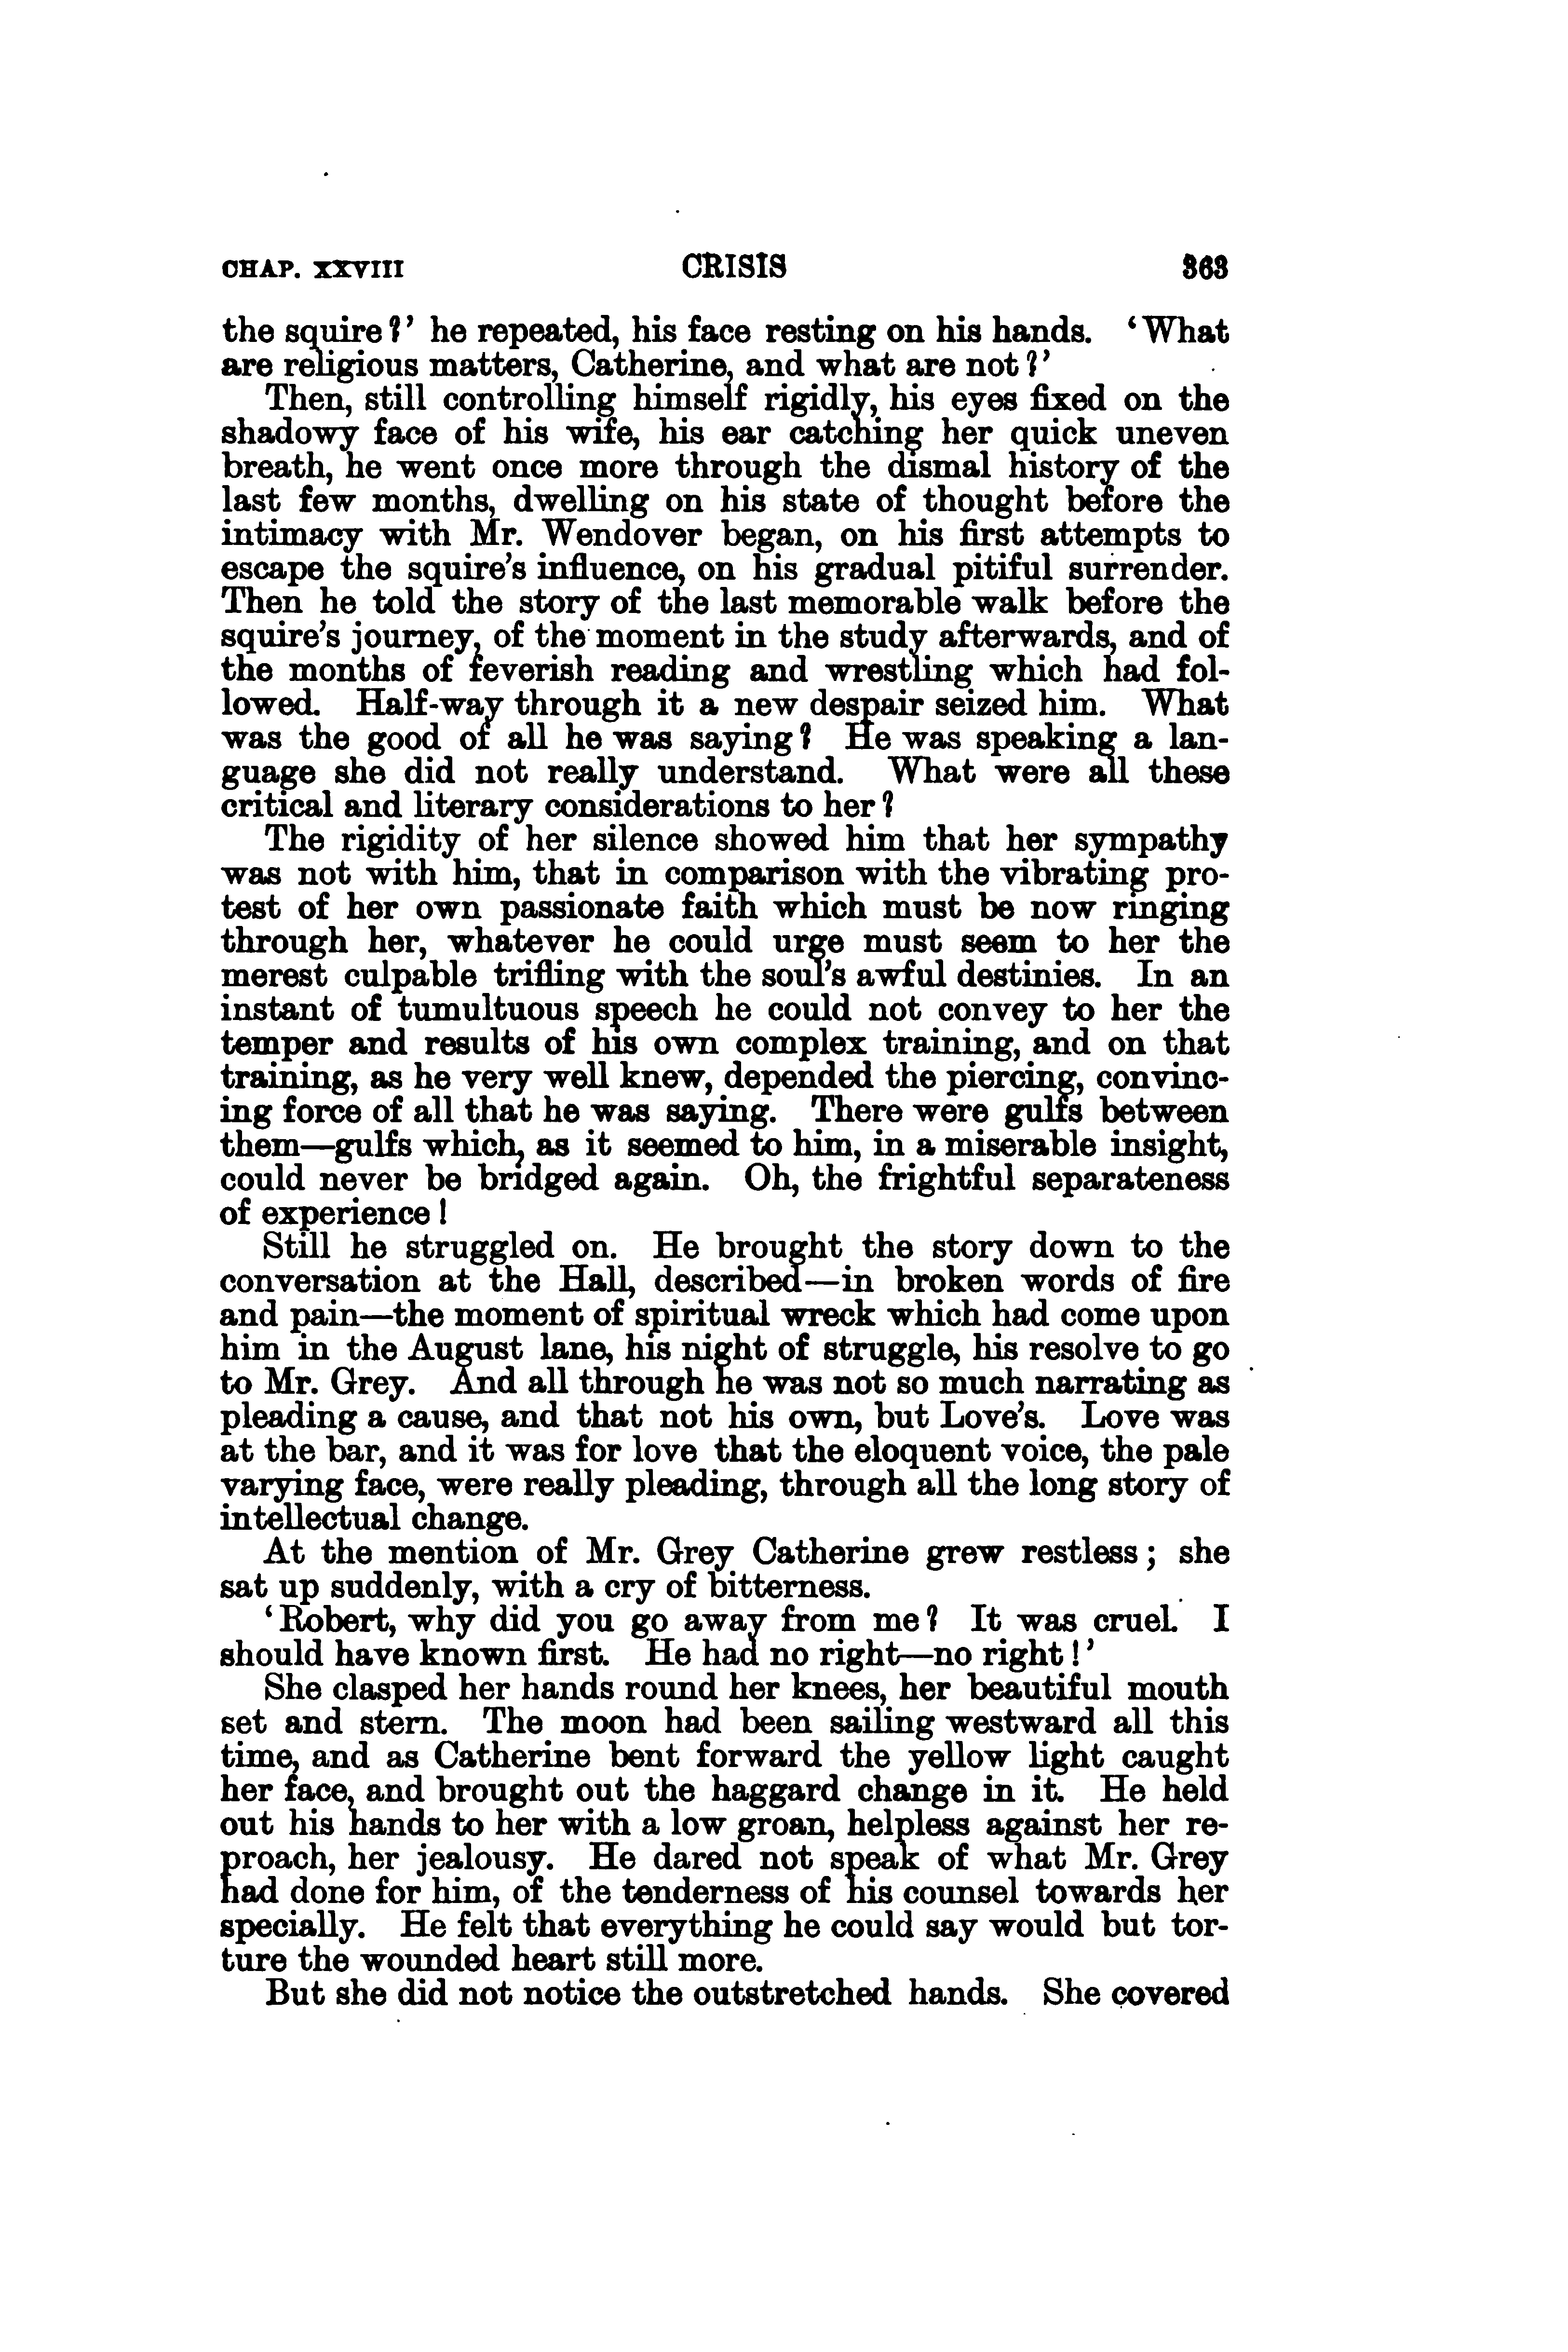 CHAP. XXVIII CRISIS 363
the squire?’ he repeated, his face resting on his hands. ‘What
are religious matters, Catherine, and what are not?’
Then, still controlling himself rigidly, his eyes fixed on the
shadowy face of his wife, his ear catching her quick uneven
breath, he went once more through the dismal history of the
last few months, dwelling on his state of thought before the
intimacy with Mr. Wendover began, on his first attempts to
escape the squire’s influence, on his gradual pitiful surrender.
Then he told the story of the last memorable walk before the
squire’s journey, of the moment in the study afterwards, and of
the months of feverish reading and wrestling which had fol-
lowed. Half-way through it a new despair seized him. What
was the good of all he was saying? He was speaking a lan-
guage she did not really understand. What were all these
critical and literary considerations to her?
The rigidity of her silence showed him that her sympathy
was not with him, that in comparison with the vibrating pro-
test of her own passionate faith which must be now ringing
through her, whatever he could urge must seem to her the
merest culpable trifling with the soul’s awful destinies. In an
instant of tumultuous speech he could not convey to her the
temper and results of his own complex training, and on that
training, as he very well knew, depended the piercing, convinc-
ing force of all that he was saying. There were gulfs between
them—gulfs which, as it seemed to him, in a miserable insight,
could never be bridged again. Oh, the frightful separateness
of experience!
Still he struggled on. He brought the story down to the
conversation at the Hall, described—in broken words of fire
and pain—the moment of spiritual wreck which had come upon
him in the August lane, his night of struggle, his resolve to go
to Mr. Grey. And all through he was not so much narrating as
pleading a cause, and that not his own, but Love’s. Love was
at the bar, and it was for love that the eloquent voice, the pale
varying face, were really pleading, through all the long story of
intellectual change.
At the mention of Mr. Grey Catherine grew restless; she
sat up suddenly, with a cry of bitterness.
‘Robert, why did you go away from me? It was cruel. I
should have known first. He had no right—no right!’
She clasped her hands round her knees, her beautiful mouth
set and stern. The moon had been sailing westward all this
time, and as Catherine bent forward the yellow light caught
her face, and brought out the haggard change in it. He held
out his hands to her with a low groan, helpless against her re-
proach, her jealousy. He dared not speak of what Mr. Grey
had done for him, of the tenderness of his counsel towards her
specially. He felt that everything he could say would but tor-
ture the wounded heart still more.
But she did not notice the outstretched hands. She covered